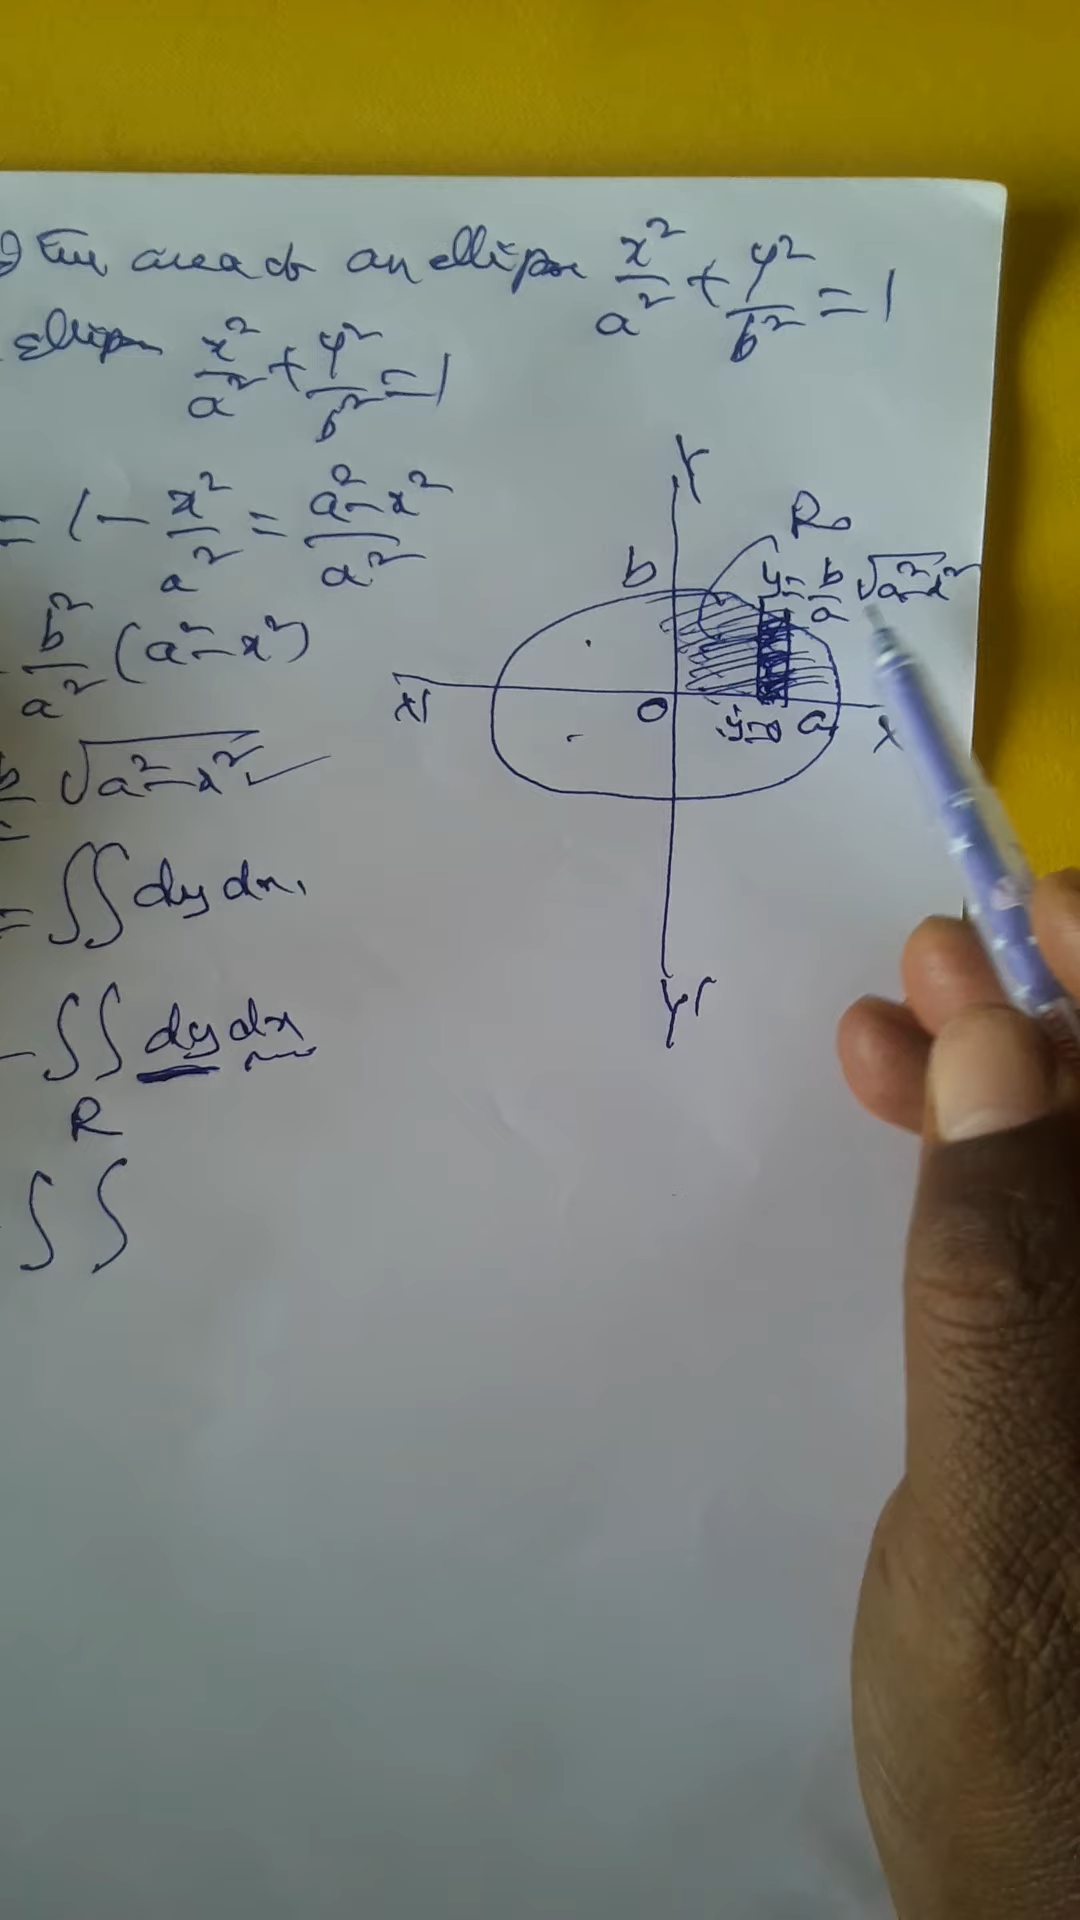 area of an ellipse x²/a² + y²/b² = 1
ellipse x²/a² + y²/b² = 1
= 1 - x²/a² = a² - x²/a²
b²/a² (a² - x²)
√a² - x² ✓
= ∫∫ dy dx,
- ∫∫ dy dx
R
∫ ∫
Y
R
b
y = b/a √a² - x²
X'
O
y=0
a
X
Y'